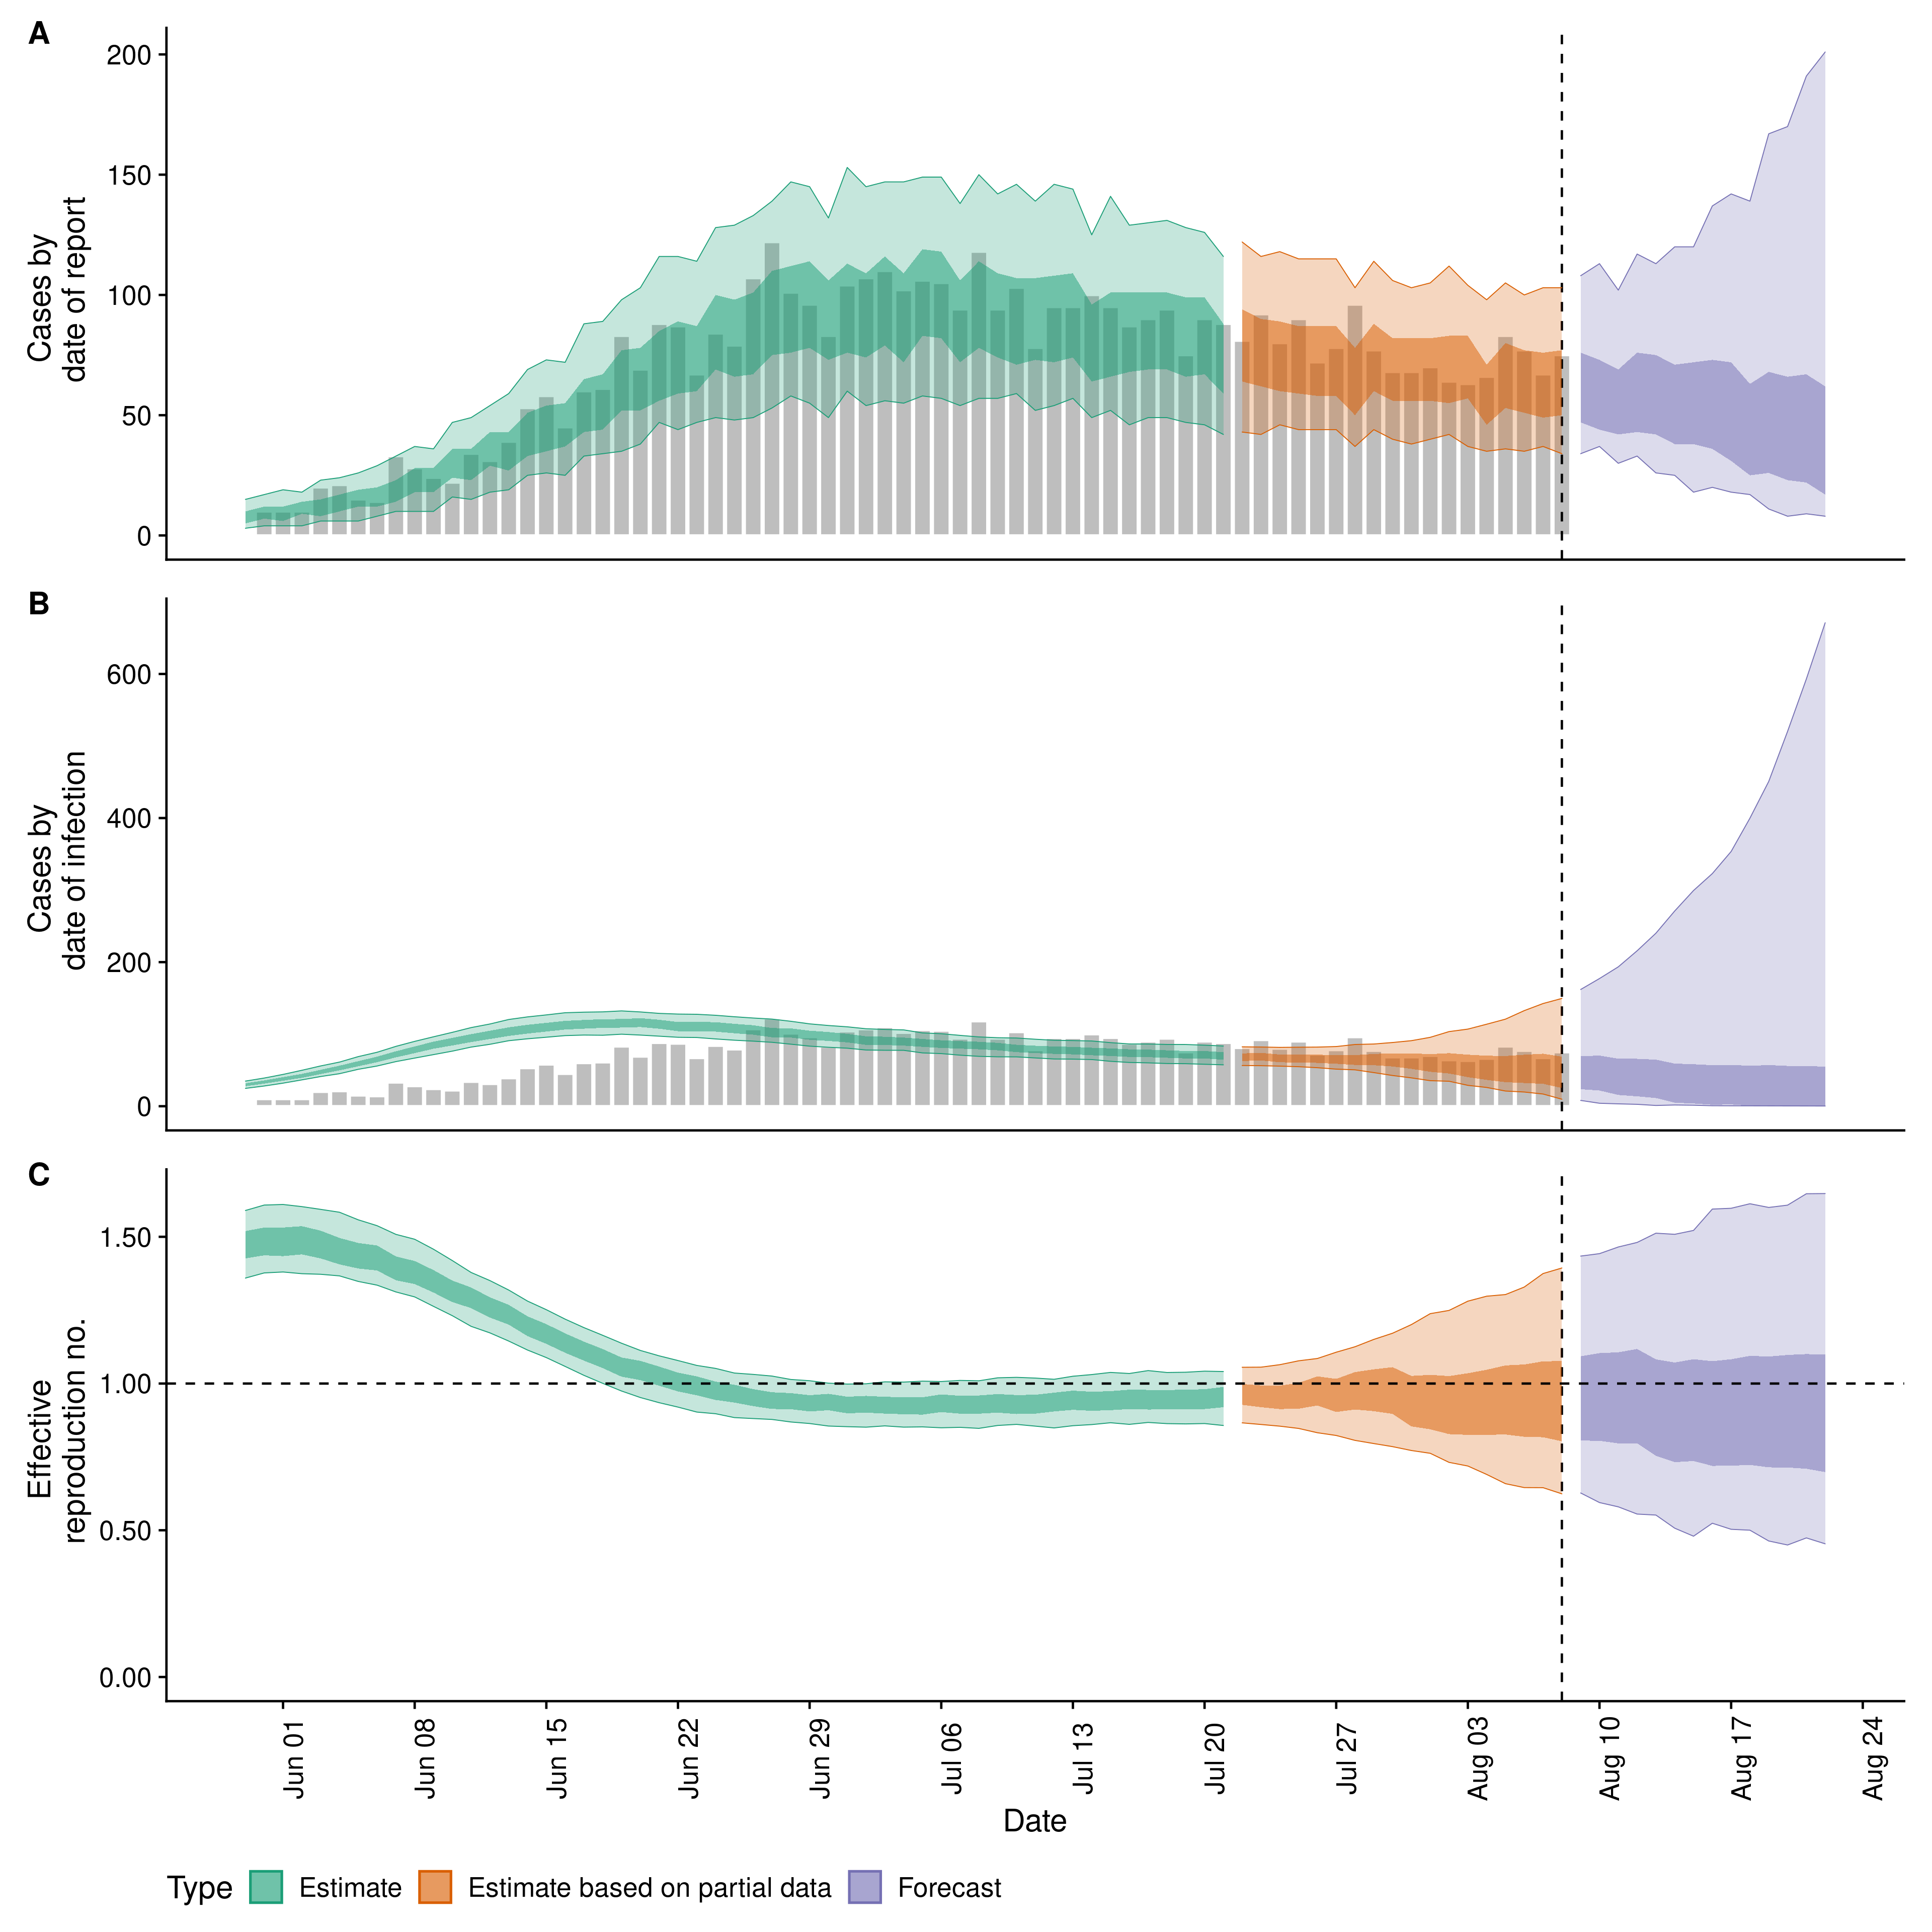 A
Cases by
date of report
200
150
100
50
0
B
Cases by
date of infection
600
400
200
0
C
Effective
reproduction no.
1.50
1.00
0.50
0.00
Jun 01
Jun 08
Jun 15
Jun 22
Jun 29
Jul 06
Jul 13
Jul 20
Jul 27
Aug 03
Aug 10
Aug 17
Aug 24
Date
Type Estimate Estimate based on partial data Forecast